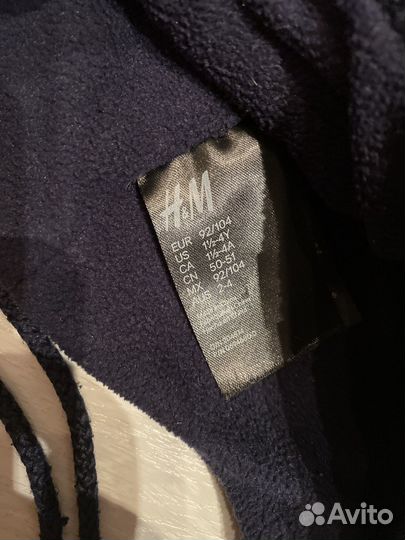 H&M
EUR 92/104
US 1½-4Y
CA 1½-4A
CN 50-51
MX 92/104
AUS 2-4
Avito